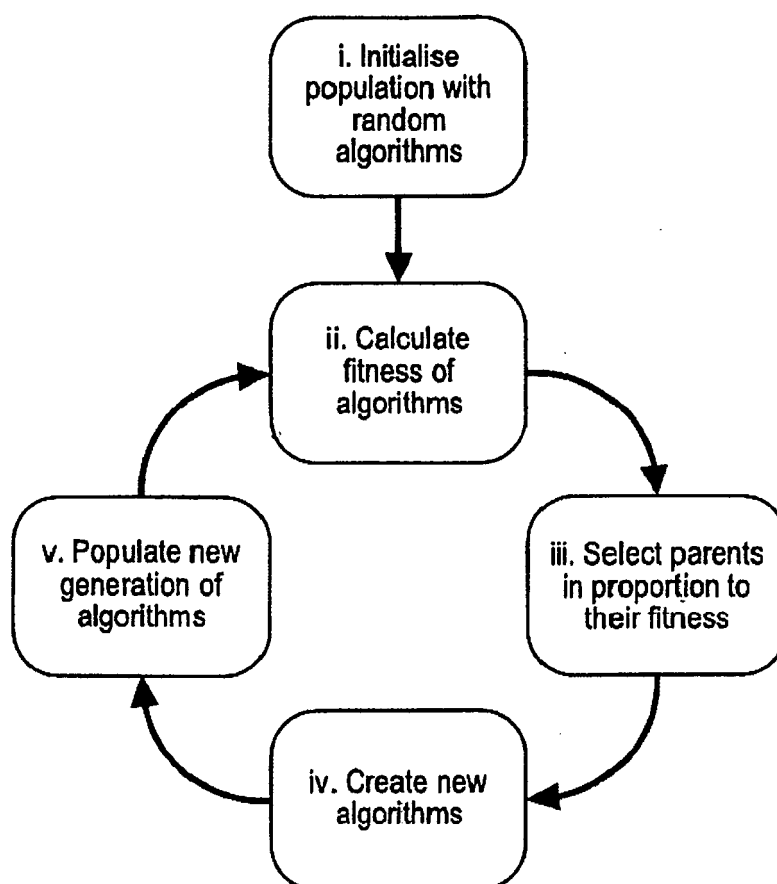 i. Initialise
population with
random
algorithms
ii. Calculate
fitness of
algorithms
iii. Select parents
in proportion to
their fitness
iv. Create new
algorithms
v. Populate new
generation of
algorithms